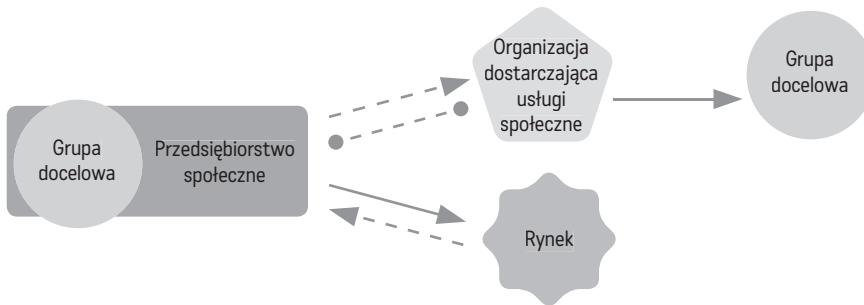 Grupa
docelowa
Przedsiębiorstwo
społeczne
Organizacja
dostarczająca
usługi
społeczne
Grupa
docelowa
Rynek